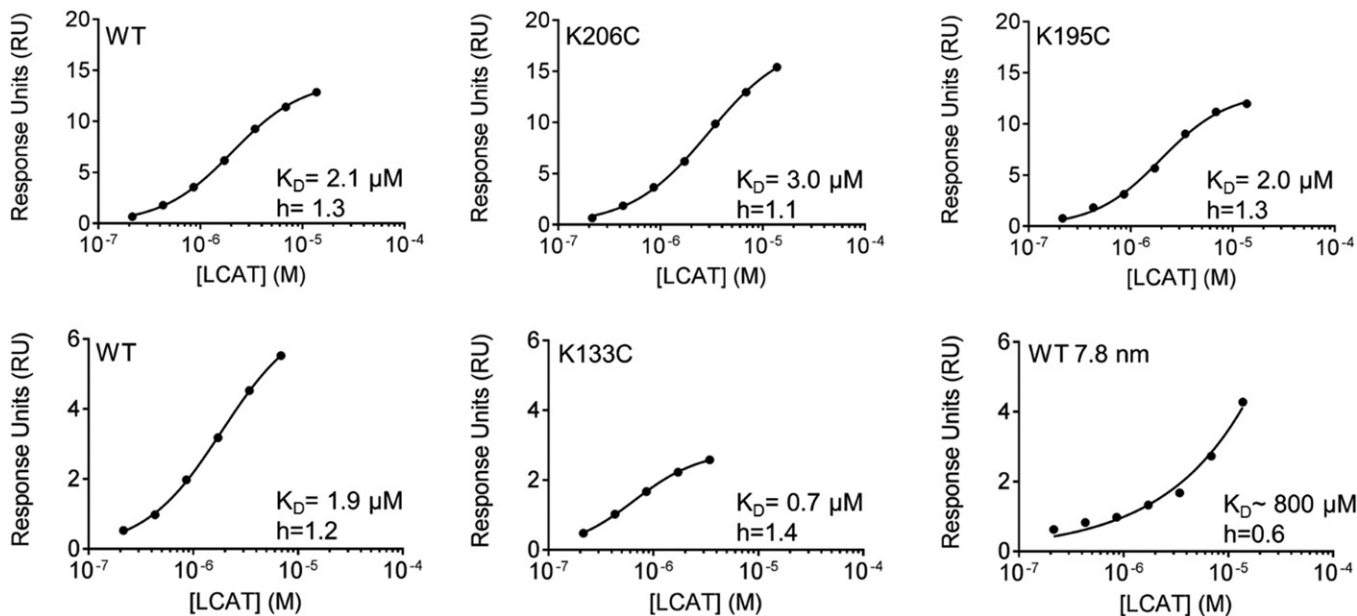 WT
Response Units (RU)
20
15
10
5
0
K_D= 2.1 µM
h= 1.3
10⁻⁷ 10⁻⁶ 10⁻⁵ 10⁻⁴
[LCAT] (M)
K206C
Response Units (RU)
20
15
10
5
0
K_D= 3.0 µM
h=1.1
10⁻⁷ 10⁻⁶ 10⁻⁵ 10⁻⁴
[LCAT] (M)
K195C
Response Units (RU)
20
15
10
5
0
K_D= 2.0 µM
h=1.3
10⁻⁷ 10⁻⁶ 10⁻⁵ 10⁻⁴
[LCAT] (M)
WT
Response Units (RU)
6
4
2
0
K_D= 1.9 µM
h=1.2
10⁻⁷ 10⁻⁶ 10⁻⁵ 10⁻⁴
[LCAT] (M)
K133C
Response Units (RU)
6
4
2
0
K_D= 0.7 µM
h=1.4
10⁻⁷ 10⁻⁶ 10⁻⁵ 10⁻⁴
[LCAT] (M)
WT 7.8 nm
Response Units (RU)
6
4
2
0
K_D~ 800 µM
h=0.6
10⁻⁷ 10⁻⁶ 10⁻⁵ 10⁻⁴
[LCAT] (M)